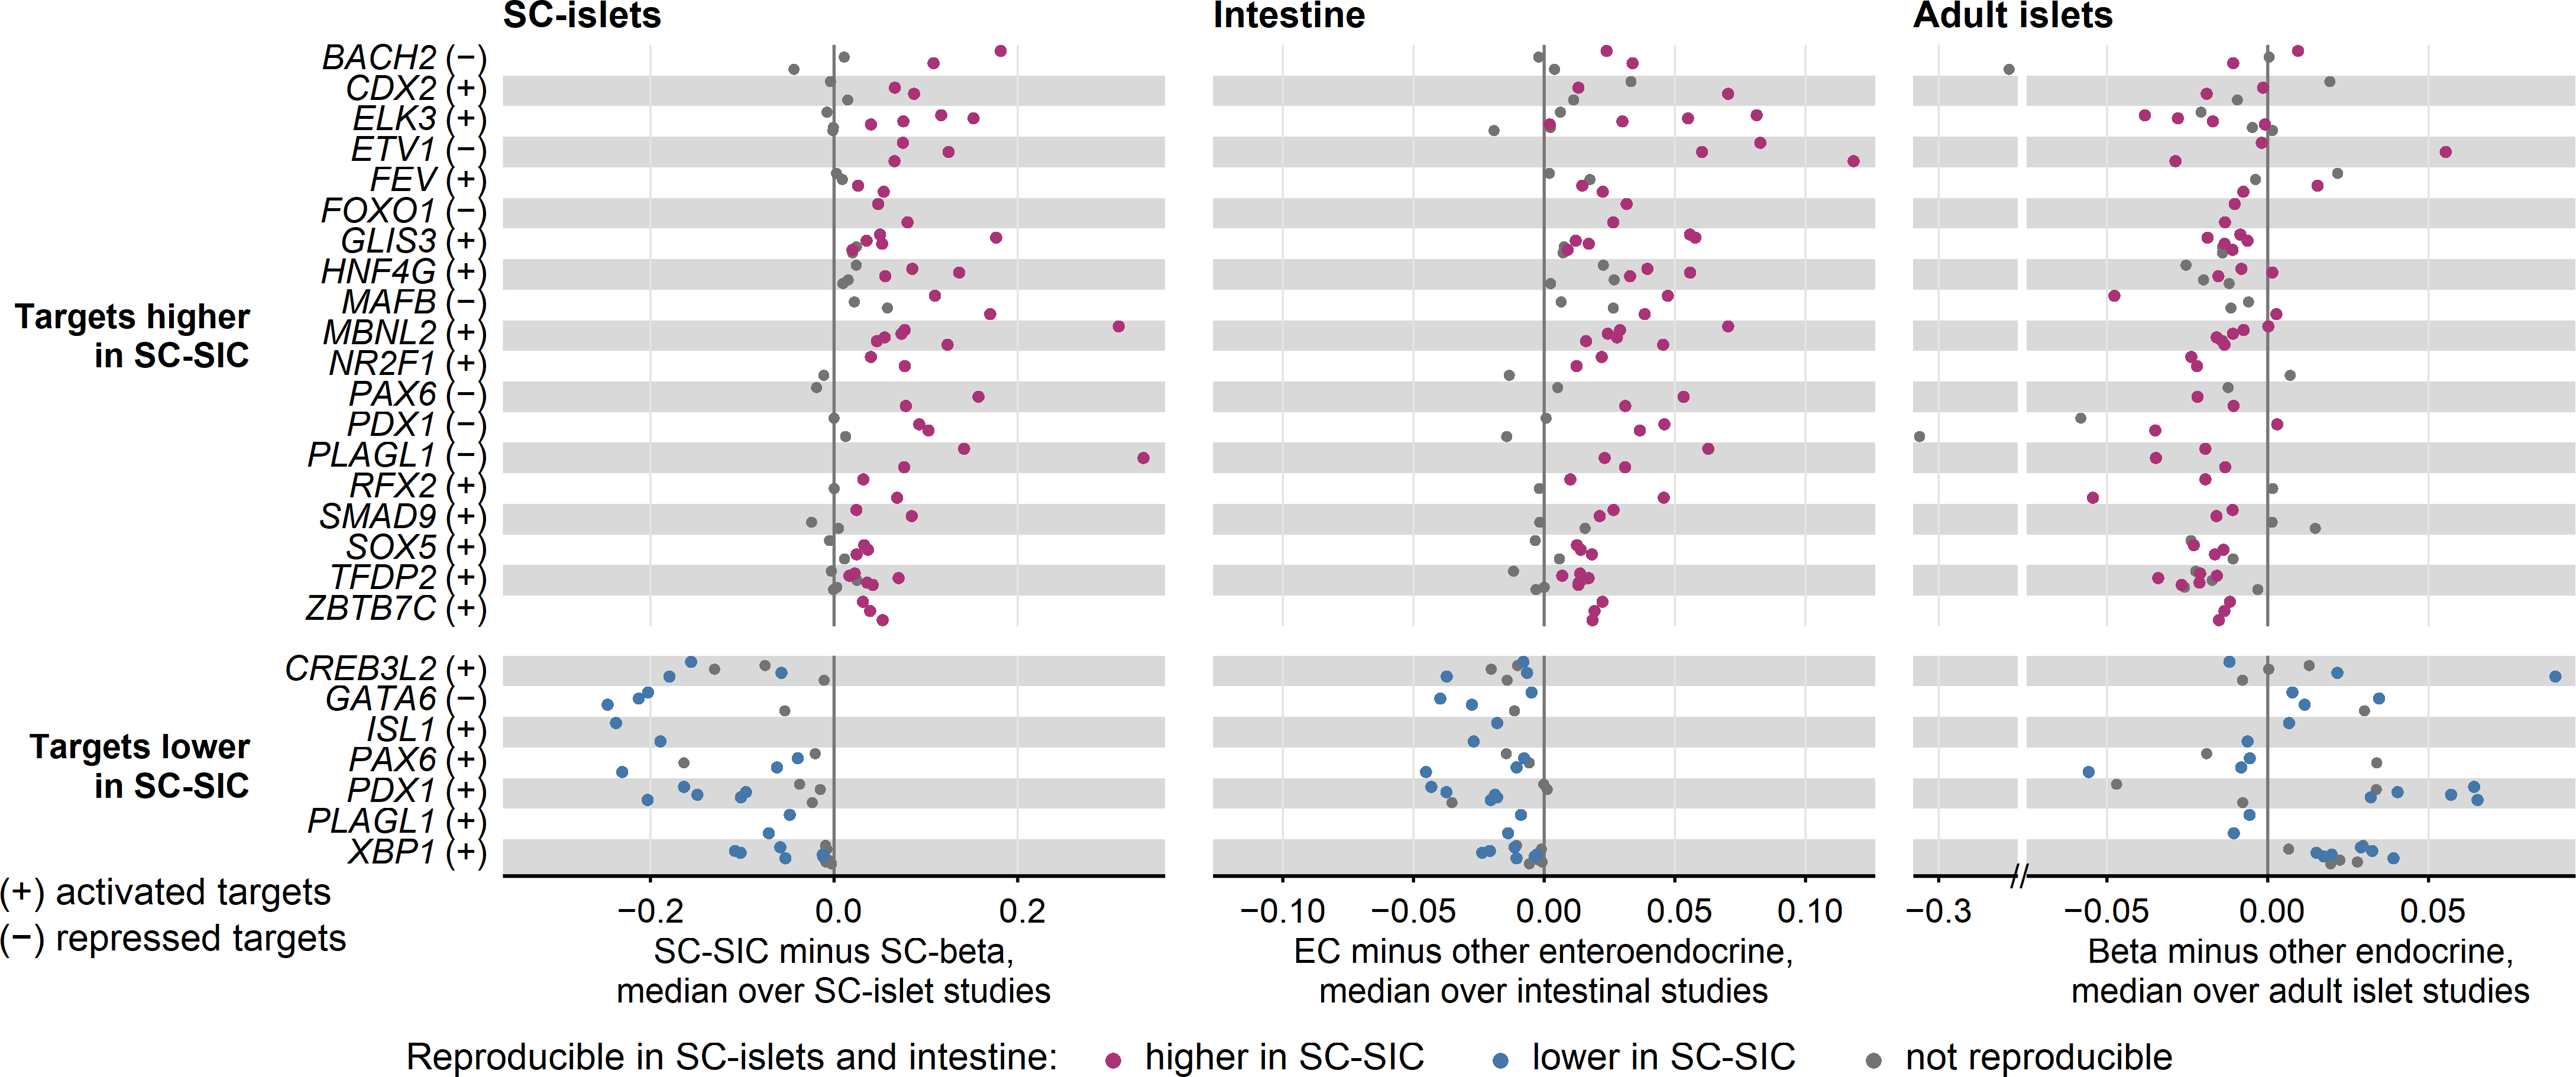 SC-islets
Intestine
Adult islets
BACH2 (−)
CDX2 (+)
ELK3 (+)
ETV1 (−)
FEV (+)
FOXO1 (−)
GLIS3 (+)
HNF4G (+)
MAFB (−)
MBNL2 (+)
NR2F1 (+)
PAX6 (−)
PDX1 (−)
PLAGL1 (−)
RFX2 (+)
SMAD9 (+)
SOX5 (+)
TFDP2 (+)
ZBTB7C (+)
Targets higher
in SC-SIC
CREB3L2 (+)
GATA6 (−)
ISL1 (+)
PAX6 (+)
PDX1 (+)
PLAGL1 (+)
XBP1 (+)
Targets lower
in SC-SIC
(+) activated targets
(−) repressed targets
−0.2 0.0 0.2
SC-SIC minus SC-beta,
median over SC-islet studies
−0.10 −0.05 0.00 0.05 0.10
EC minus other enteroendocrine,
median over intestinal studies
−0.3 // −0.05 0.00 0.05
Beta minus other endocrine,
median over adult islet studies
Reproducible in SC-islets and intestine: higher in SC-SIC lower in SC-SIC not reproducible